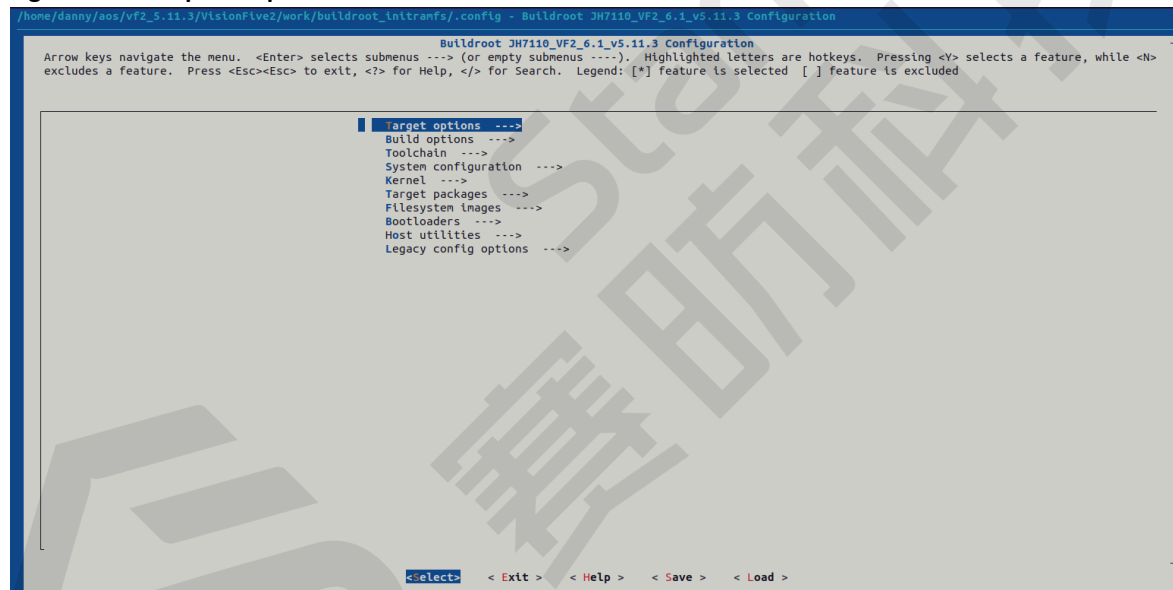 /home/danny/aos/vf2_5.11.3/VisionFive2/work/buildroot_initramfs/.config - Buildroot JH7110_VF2_6.1_v5.11.3 Configuration
Buildroot JH7110_VF2_6.1_v5.11.3 Configuration
Arrow keys navigate the menu. <Enter> selects submenus ---> (or empty submenus ----). Highlighted letters are hotkeys. Pressing <Y> selects a feature, while <N>
excludes a feature. Press <Esc><Esc> to exit, <?> for Help, </> for Search. Legend: [*] feature is selected [ ] feature is excluded
Target options --->
Build options --->
Toolchain --->
System configuration --->
Kernel --->
Target packages --->
Filesystem images --->
Bootloaders --->
Host utilities --->
Legacy config options --->
<Select> < Exit > < Help > < Save > < Load >
赛昉科